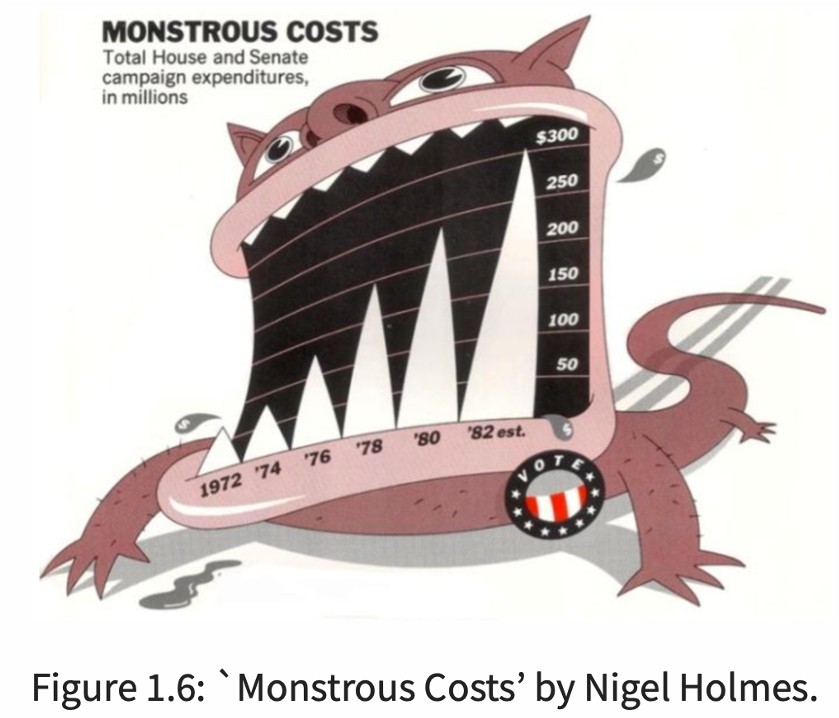 MONSTROUS COSTS
Total House and Senate
campaign expenditures,
in millions
$300
250
200
150
100
50
1972 '74 '76 '78 '80 '82 est.
$
$
$
VOTE
Figure 1.6: `Monstrous Costs’ by Nigel Holmes.